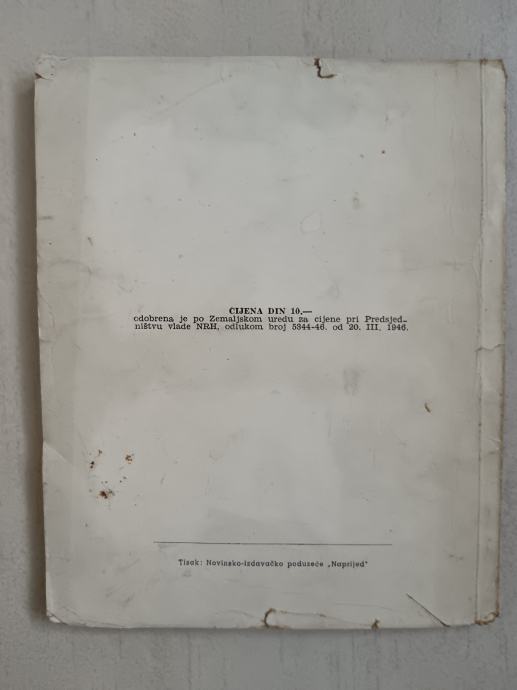 CIJENA DIN 10.—
odobrena je po Zemaljskom uredu za cijene pri Predsjed-
ništvu vlade NRH, odlukom broj 5344-46. od 20. III. 1946.
Tisak: Novinsko-izdavačko poduzeće „Naprijed"